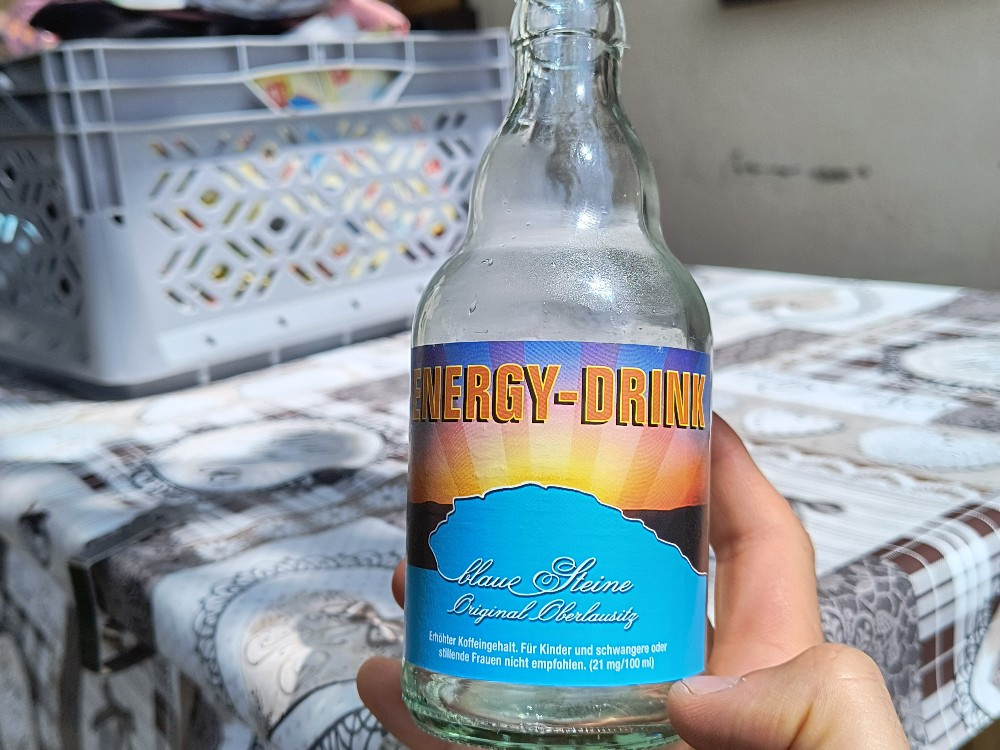 ENERGY-DRINK
blaue Steine
Original Oberlausitz
Erhöhter Koffeingehalt. Für Kinder und schwangere oder
stillende Frauen nicht empfohlen. (21 mg/100 ml)